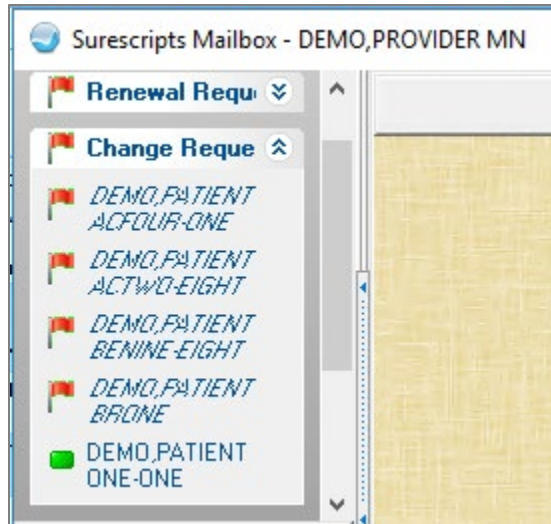 Surescripts Mailbox - DEMO,PROVIDER MN
Renewal Requ
Change Reque
DEMO,PATIENT
ACFOUR-ONE
DEMO,PATIENT
ACTWO-EIGHT
DEMO,PATIENT
BENINE-EIGHT
DEMO,PATIENT
BRONE
DEMO,PATIENT
ONE-ONE